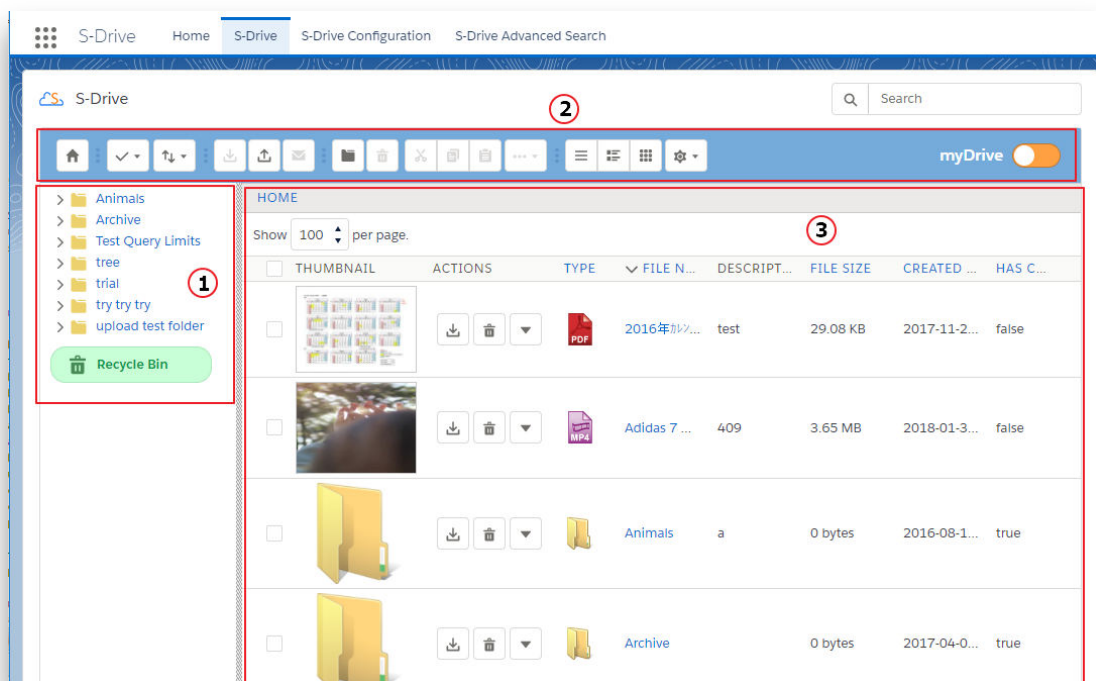 S-Drive Home S-Drive S-Drive Configuration S-Drive Advanced Search
S-Drive Search
2
myDrive
Animals
Archive
Test Query Limits
tree
trial
try try try
upload test folder
Recycle Bin
1
HOME
Show 100 per page.
3
THUMBNAIL ACTIONS TYPE FILE N... DESCRIPT... FILE SIZE CREATED ... HAS C...
PDF 2016年ｶﾚﾝ... test 29.08 KB 2017-11-2... false
MP4 Adidas 7 ... 409 3.65 MB 2018-01-3... false
Animals a 0 bytes 2016-08-1... true
Archive 0 bytes 2017-04-0... true